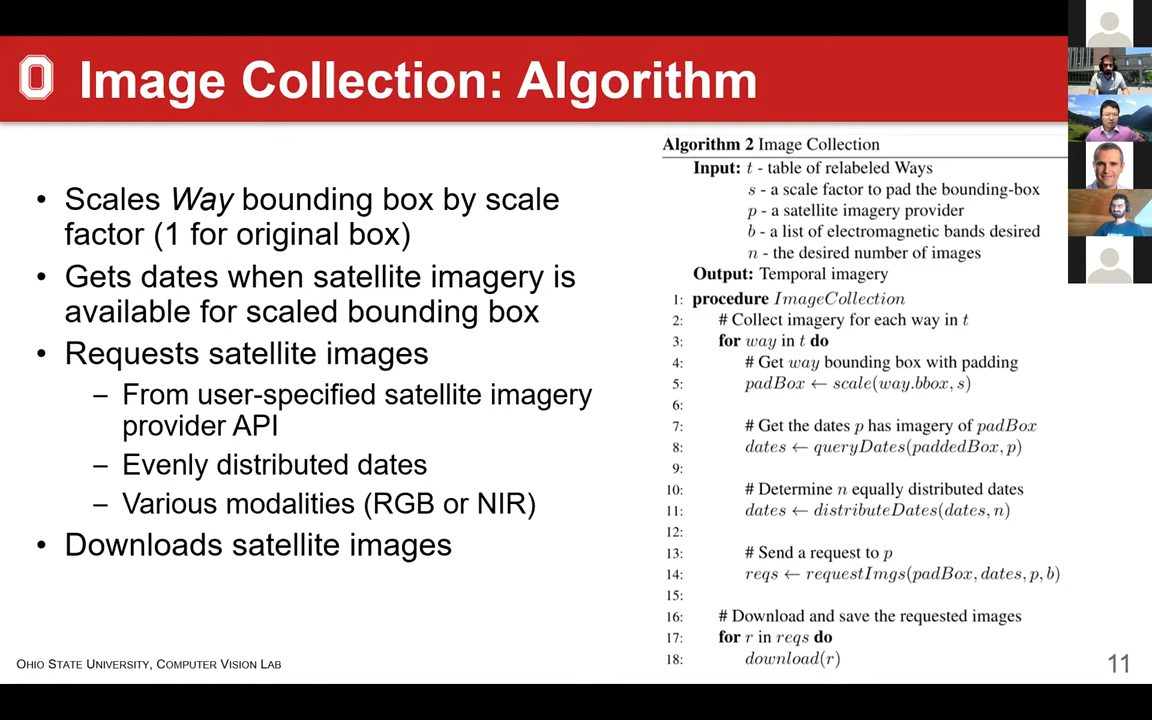 Image Collection: Algorithm
• Scales Way bounding box by scale
factor (1 for original box)
• Gets dates when satellite imagery is
available for scaled bounding box
• Requests satellite images
– From user-specified satellite imagery
provider API
– Evenly distributed dates
– Various modalities (RGB or NIR)
• Downloads satellite images
Algorithm 2 Image Collection
Input: t - table of relabeled Ways
s - a scale factor to pad the bounding-box
p - a satellite imagery provider
b - a list of electromagnetic bands desired
n - the desired number of images
Output: Temporal imagery
1: procedure ImageCollection
2: # Collect imagery for each way in t
3: for way in t do
4: # Get way bounding box with padding
5: padBox ← scale(way.bbox, s)
6:
7: # Get the dates p has imagery of padBox
8: dates ← queryDates(paddedBox, p)
9:
10: # Determine n equally distributed dates
11: dates ← distributeDates(dates, n)
12:
13: # Send a request to p
14: reqs ← requestImgs(padBox, dates, p, b)
15:
16: # Download and save the requested images
17: for r in reqs do
18: download(r)
OHIO STATE UNIVERSITY, COMPUTER VISION LAB
11